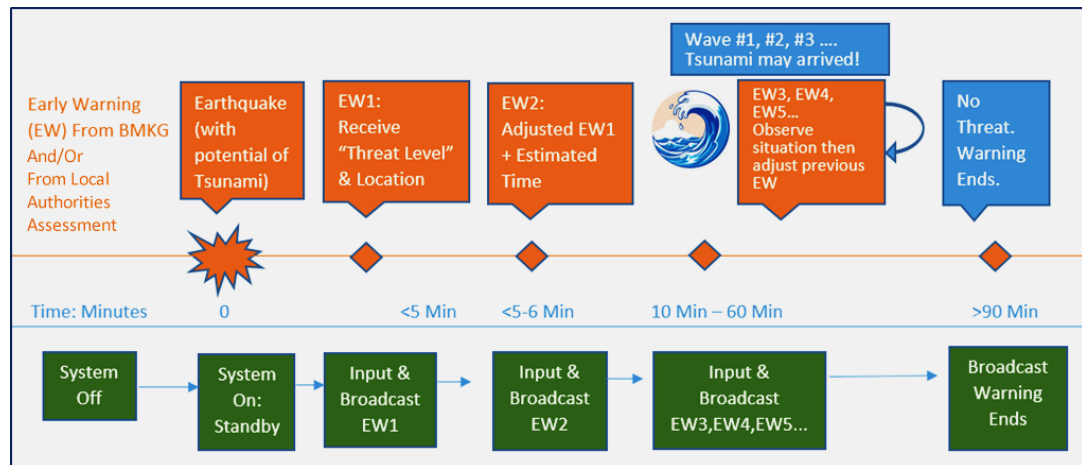 Wave #1, #2, #3 ....
Tsunami may arrived!
Early Warning
(EW) From BMKG
And/Or
From Local
Authorities
Assessment
Earthquake
(with
potential of
Tsunami)
EW1:
Receive
“Threat Level”
& Location
EW2:
Adjusted EW1
+ Estimated
Time
EW3, EW4,
EW5...
Observe
situation then
adjust previous
EW
No
Threat.
Warning
Ends.
Time: Minutes
0
<5 Min
<5-6 Min
10 Min – 60 Min
>90 Min
System
Off
System
On:
Standby
Input &
Broadcast
EW1
Input &
Broadcast
EW2
Input &
Broadcast
EW3,EW4,EW5...
Broadcast
Warning
Ends